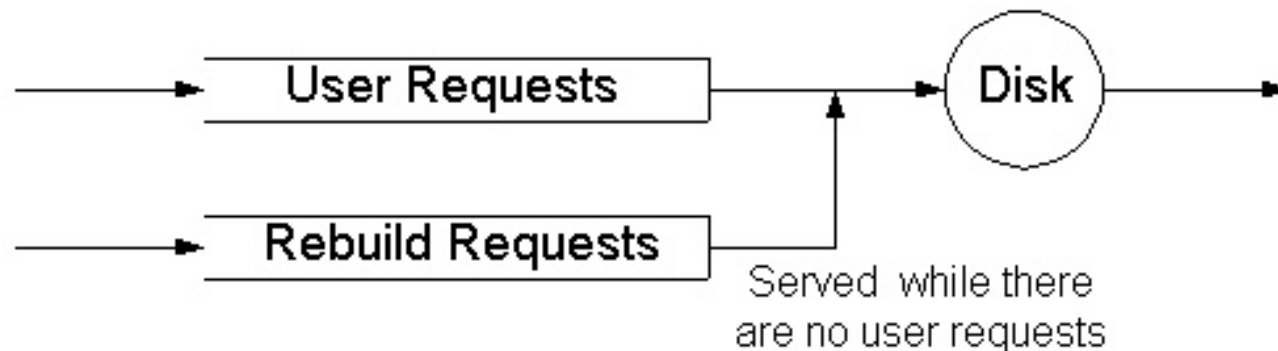 User Requests
Disk
Rebuild Requests
Served while there
are no user requests